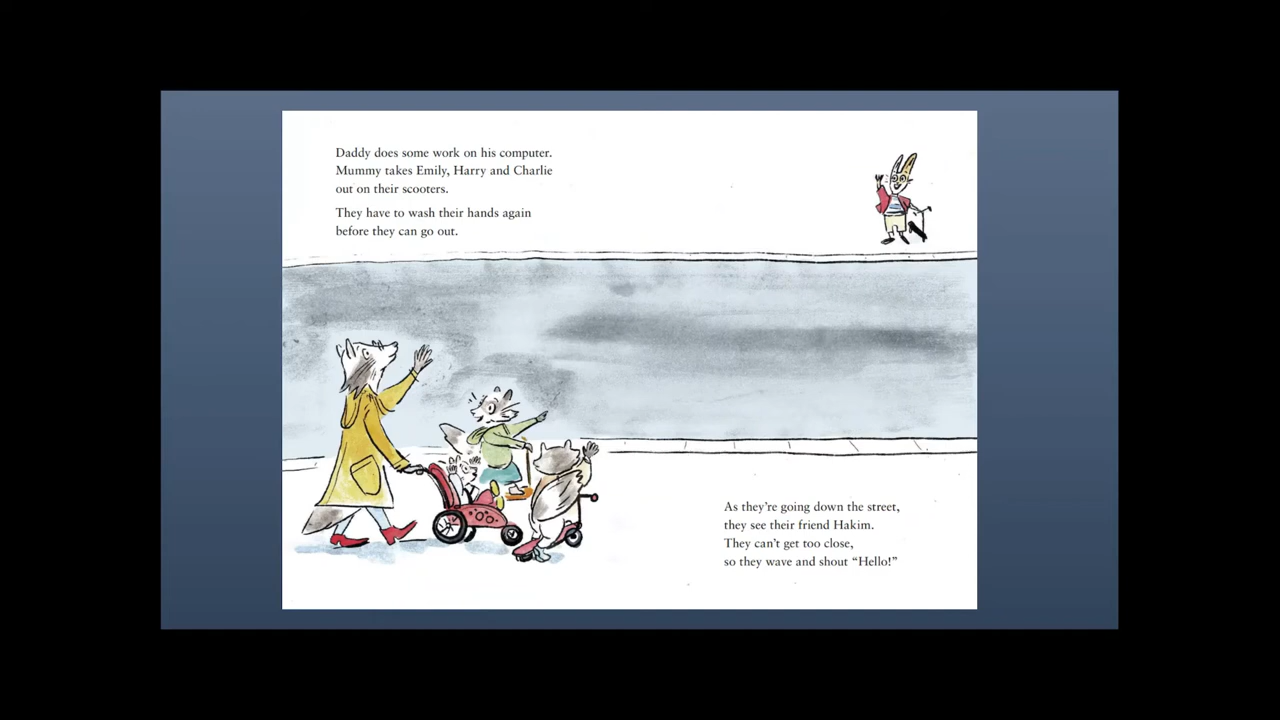 Daddy does some work on his computer.
Mummy takes Emily, Harry and Charlie
out on their scooters.
They have to wash their hands again
before they can go out.
As they're going down the street,
they see their friend Hakim.
They can't get too close,
so they wave and shout “Hello!”